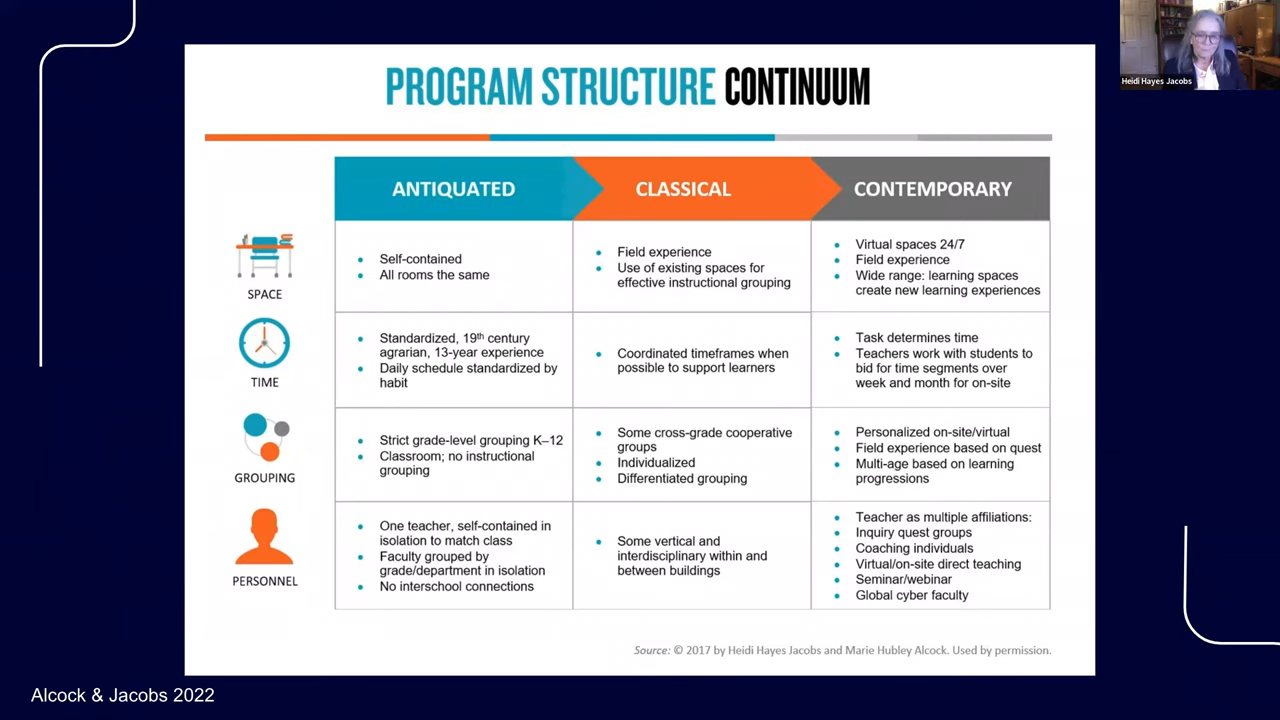 Heidi Hayes Jacobs
PROGRAM STRUCTURE CONTINUUM
ANTIQUATED
CLASSICAL
CONTEMPORARY
SPACE
• Self-contained
• All rooms the same
• Field experience
• Use of existing spaces for
effective instructional grouping
• Virtual spaces 24/7
• Field experience
• Wide range: learning spaces
create new learning experiences
TIME
• Standardized, 19th century
agrarian, 13-year experience
• Daily schedule standardized by
habit
• Coordinated timeframes when
possible to support learners
• Task determines time
• Teachers work with students to
bid for time segments over
week and month for on-site
GROUPING
• Strict grade-level grouping K–12
• Classroom; no instructional
grouping
• Some cross-grade cooperative
groups
• Individualized
• Differentiated grouping
• Personalized on-site/virtual
• Field experience based on quest
• Multi-age based on learning
progressions
PERSONNEL
• One teacher, self-contained in
isolation to match class
• Faculty grouped by
grade/department in isolation
• No interschool connections
• Some vertical and
interdisciplinary within and
between buildings
• Teacher as multiple affiliations:
• Inquiry quest groups
• Coaching individuals
• Virtual/on-site direct teaching
• Seminar/webinar
• Global cyber faculty
Source: © 2017 by Heidi Hayes Jacobs and Marie Hubley Alcock. Used by permission.
Alcock & Jacobs 2022